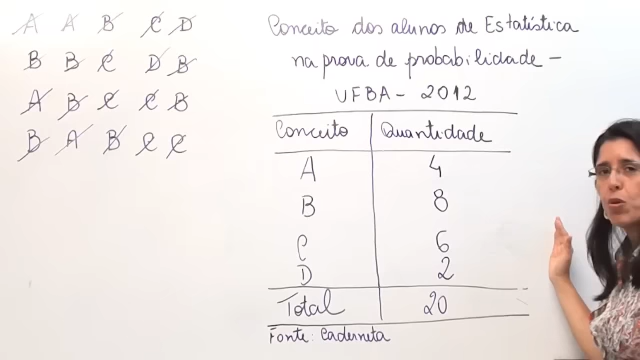 A A B C D
B B C D B
A B C C B
B A B C C
Conceito dos alunos de Estatística
na prova de probabilidade -
UFBA - 2012
Conceito Quantidade
A 4
B 8
C 6
D 2
Total 20
Fonte: Caderneta